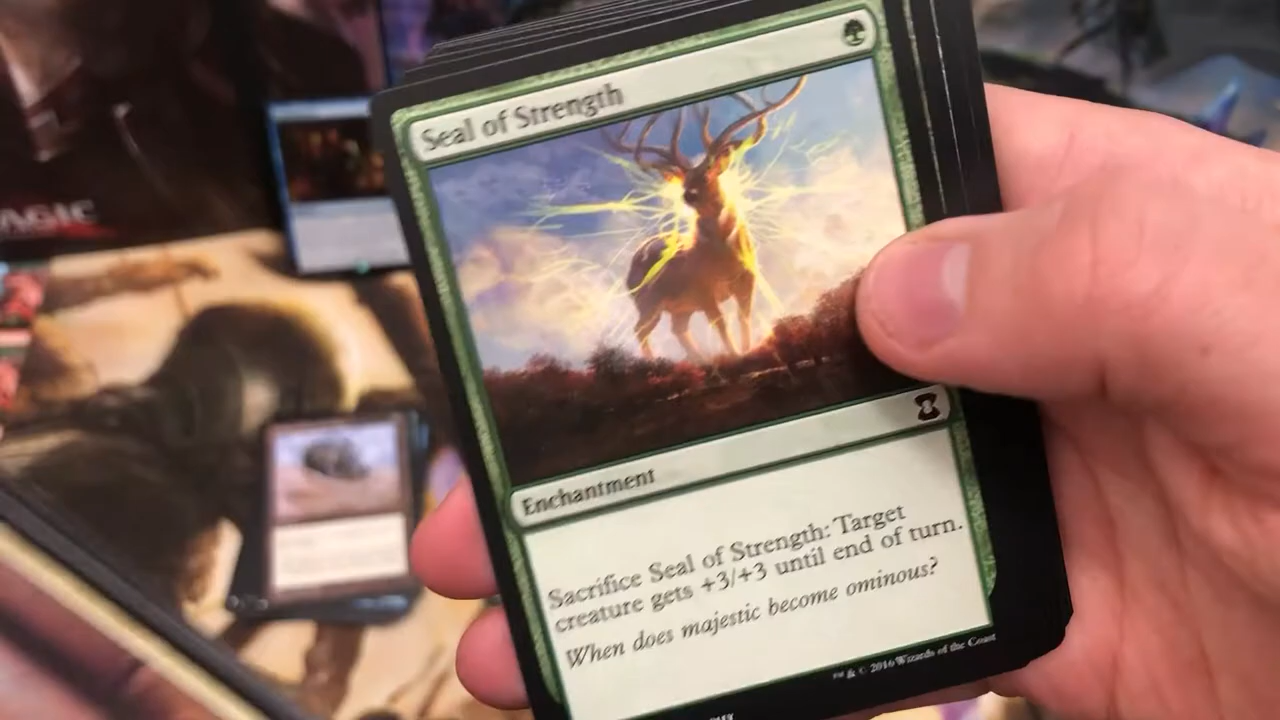 Seal of Strength
AGIC
Enchantment
Sacrifice Seal of Strength: Target
creature gets +3/+3 until end of turn.
When does majestic become ominous?
™ & © 2016 Wizards of the Coast